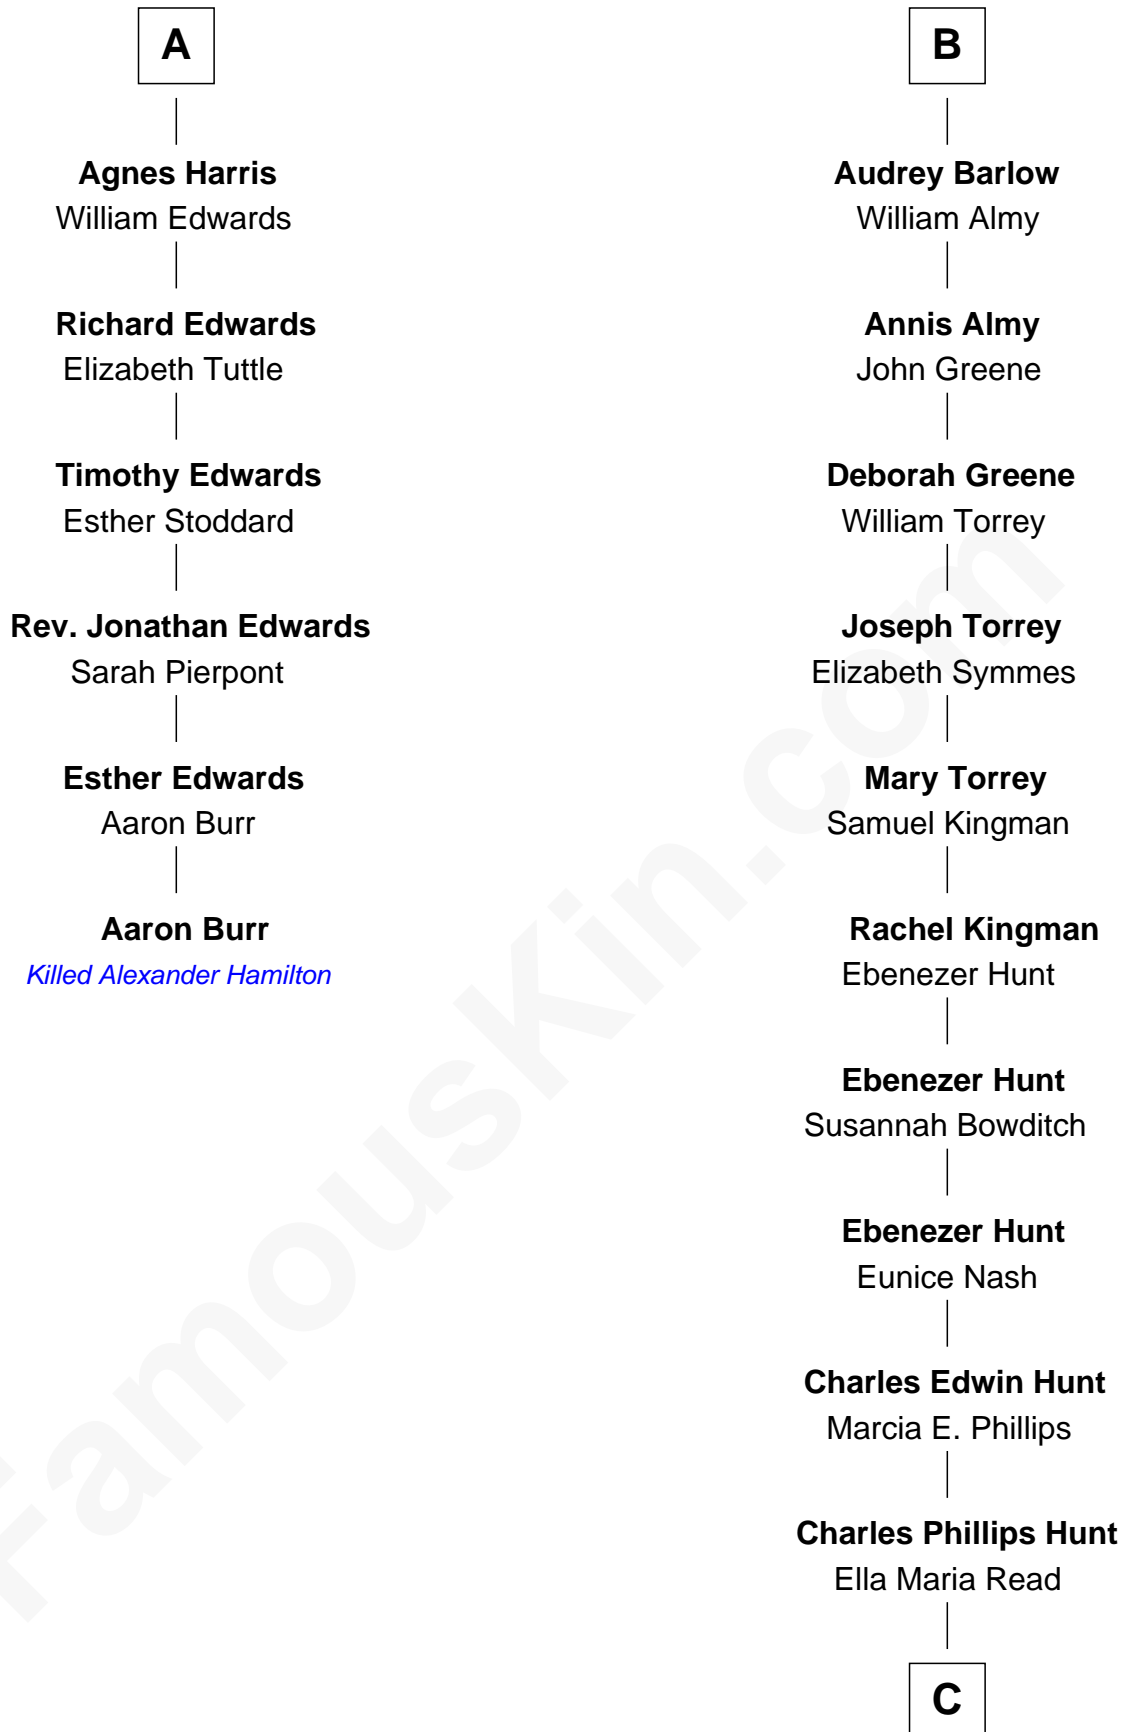 A
Agnes Harris
William Edwards
Richard Edwards
Elizabeth Tuttle
Timothy Edwards
Esther Stoddard
Rev. Jonathan Edwards
Sarah Pierpont
Esther Edwards
Aaron Burr
Aaron Burr
Killed Alexander Hamilton
B
Audrey Barlow
William Almy
Annis Almy
John Greene
Deborah Greene
William Torrey
Joseph Torrey
Elizabeth Symmes
Mary Torrey
Samuel Kingman
Rachel Kingman
Ebenezer Hunt
Ebenezer Hunt
Susannah Bowditch
Ebenezer Hunt
Eunice Nash
Charles Edwin Hunt
Marcia E. Phillips
Charles Phillips Hunt
Ella Maria Read
C
FamousKin.com